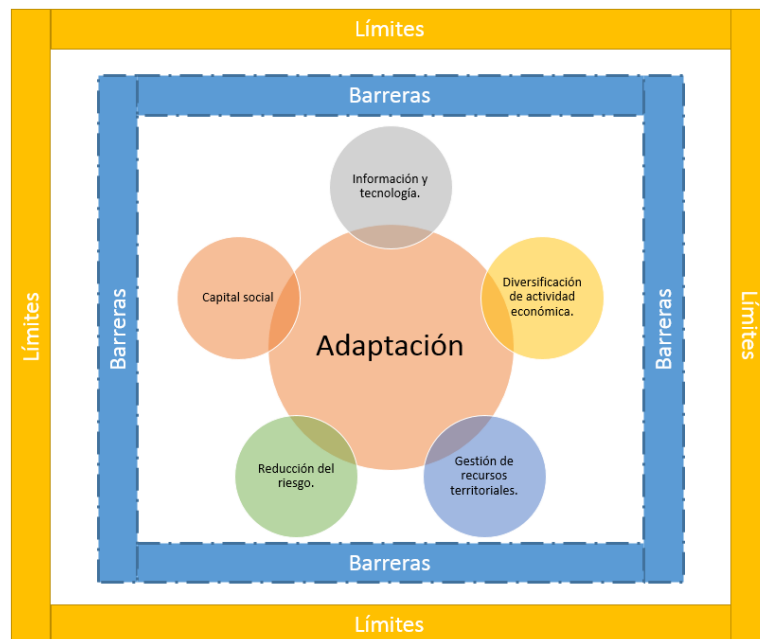 Límites
Barreras
Información y
tecnología.
Capital social
Diversificación
de actividad
económica.
Límites
Barreras
Adaptación
Barreras
Límites
Reducción del
riesgo.
Gestión de
recursos
territoriales.
Barreras
Límites